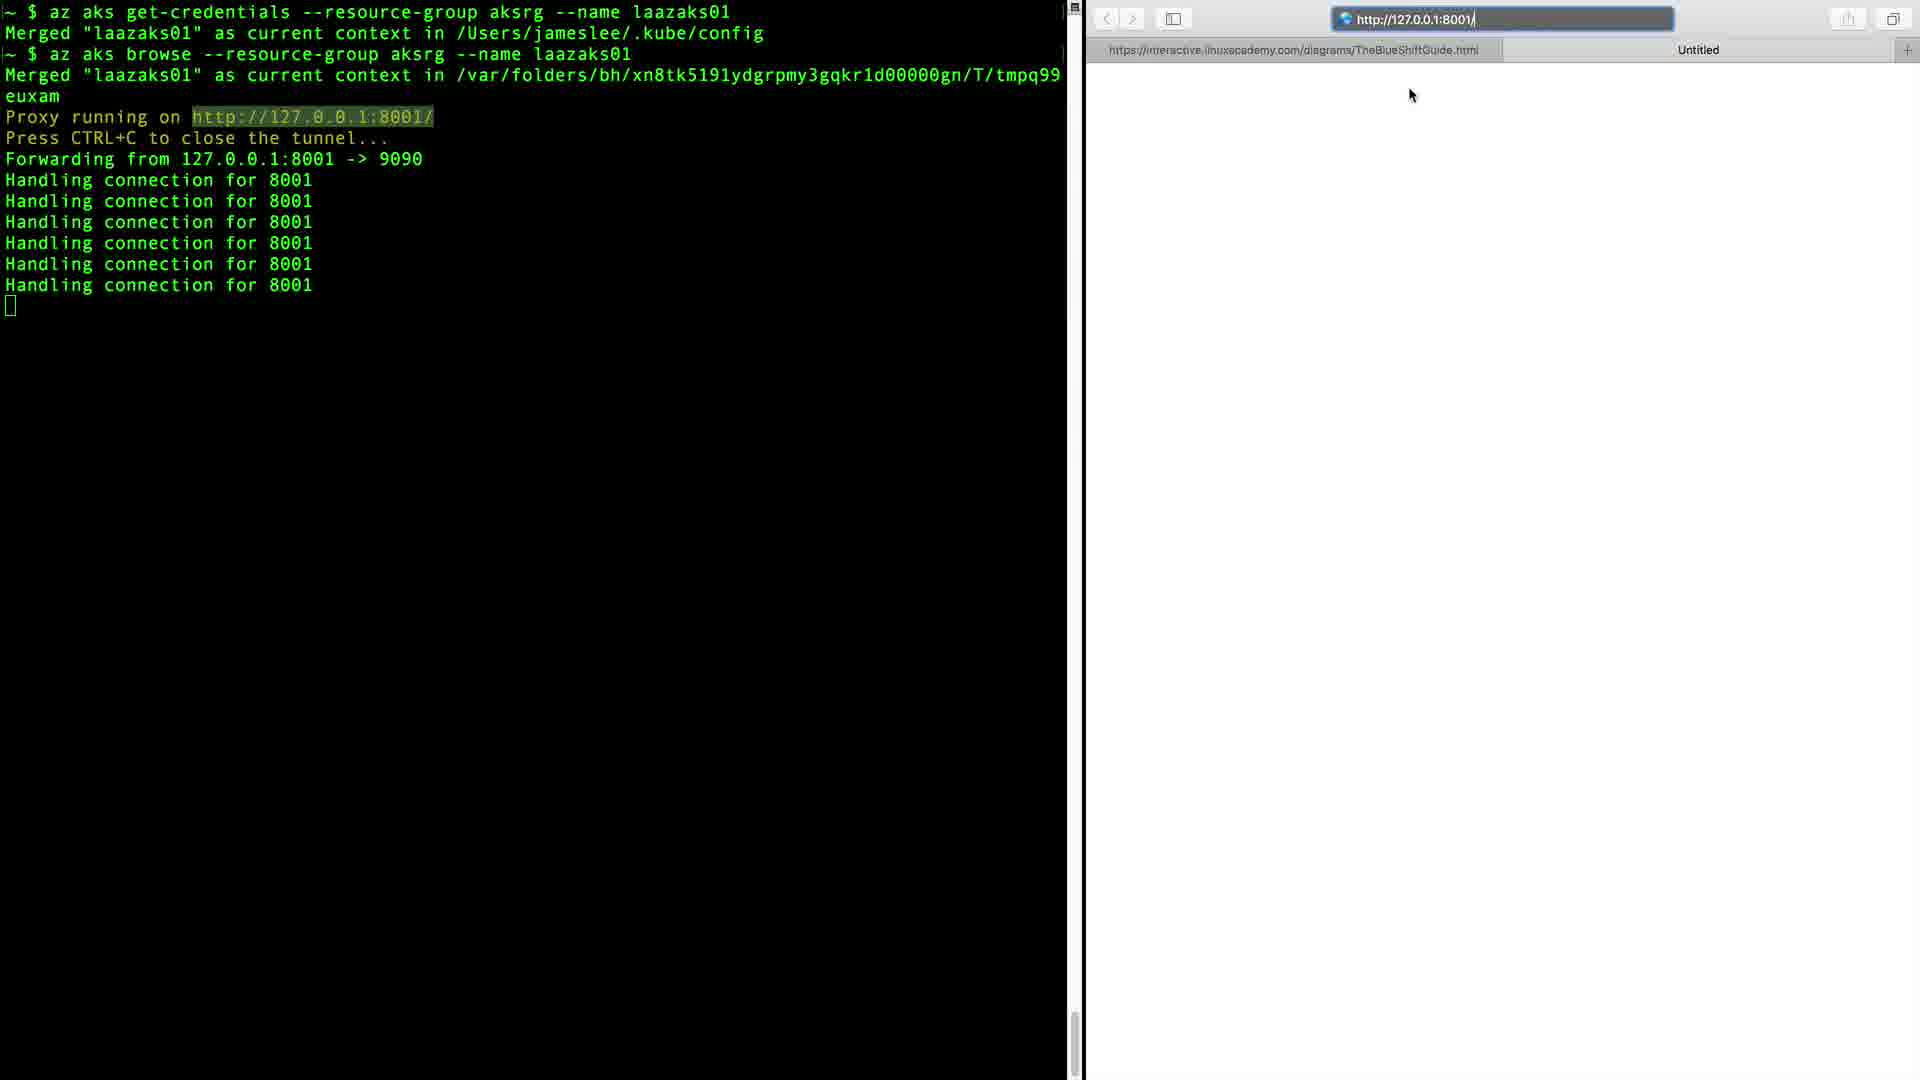 ~ $ az aks get-credentials --resource-group aksrg --name laazaks01
Merged "laazaks01" as current context in /Users/jameslee/.kube/config
~ $ az aks browse --resource-group aksrg --name laazaks01
Merged "laazaks01" as current context in /var/folders/bh/xn8tk5191ydgrpmy3gqkr1d00000gn/T/tmpq99
euxam
Proxy running on http://127.0.0.1:8001/
Press CTRL+C to close the tunnel...
Forwarding from 127.0.0.1:8001 -> 9090
Handling connection for 8001
Handling connection for 8001
Handling connection for 8001
Handling connection for 8001
Handling connection for 8001
Handling connection for 8001
http://127.0.0.1:8001/
https://interactive.linuxacademy.com/diagrams/TheBlueShiftGuide.html
Untitled